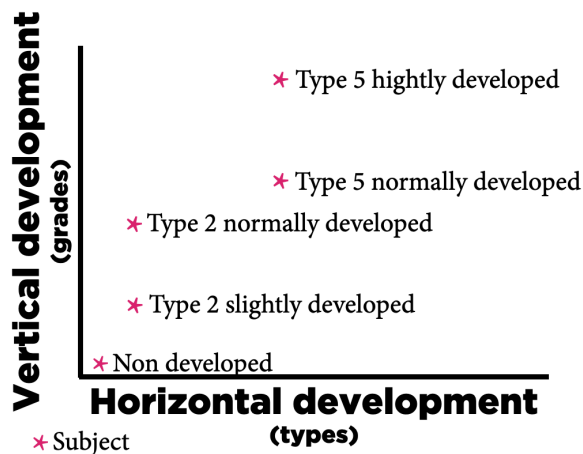 Vertical development
(grades)
Type 5 hightly developed
Type 5 normally developed
Type 2 normally developed
Type 2 slightly developed
Non developed
Horizontal development
(types)
Subject